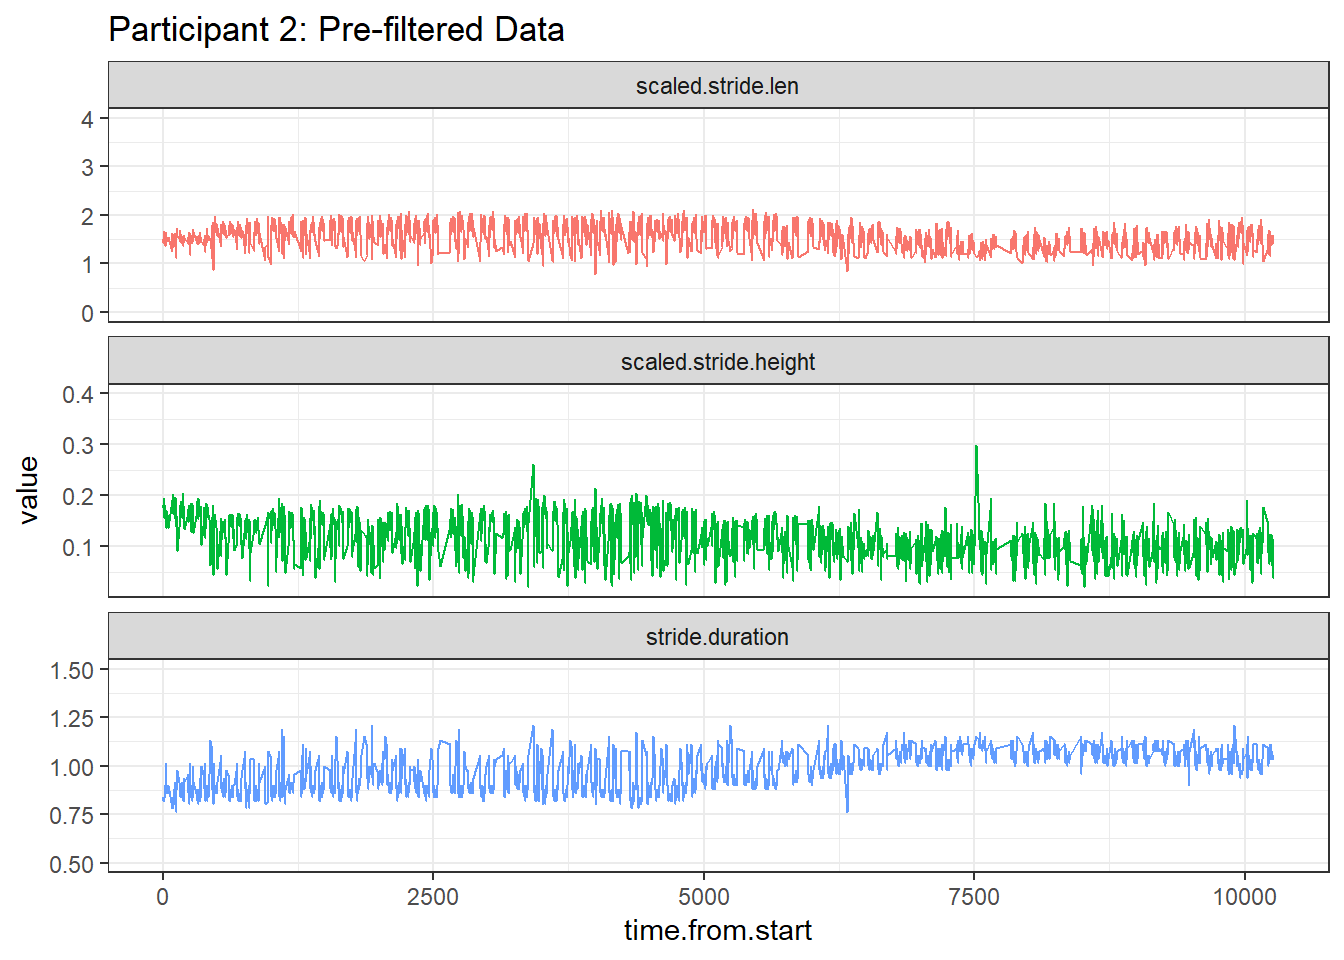 Participant 2: Pre-filtered Data
scaled.stride.len
4
3
2
1
0
scaled.stride.height
0.4
0.3
0.2
0.1
value
stride.duration
1.50
1.25
1.00
0.75
0.50
0 2500 5000 7500 10000
time.from.start